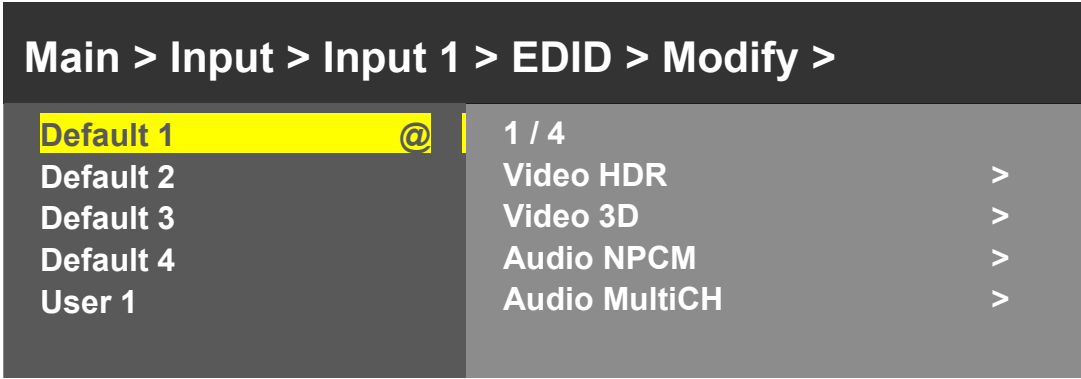 Main > Input > Input 1 > EDID > Modify >
Default 1 @
Default 2
Default 3
Default 4
User 1
1 / 4
Video HDR >
Video 3D >
Audio NPCM >
Audio MultiCH >